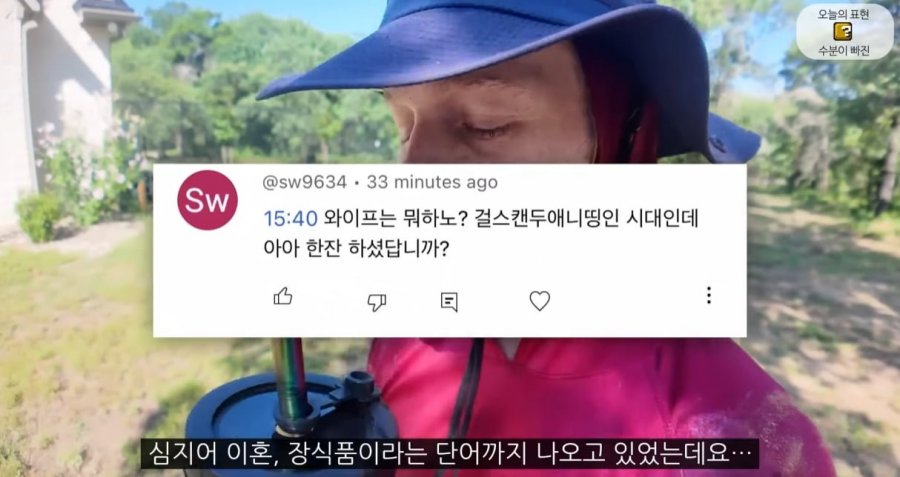 오늘의 표현
?
수분이 빠진
Sw
@sw9634 • 33 minutes ago
15:40 와이프는 뭐하노? 걸스캔두애니띵인 시대인데
아아 한잔 하셨답니까?
심지어 이혼, 장식품이라는 단어까지 나오고 있었는데요…